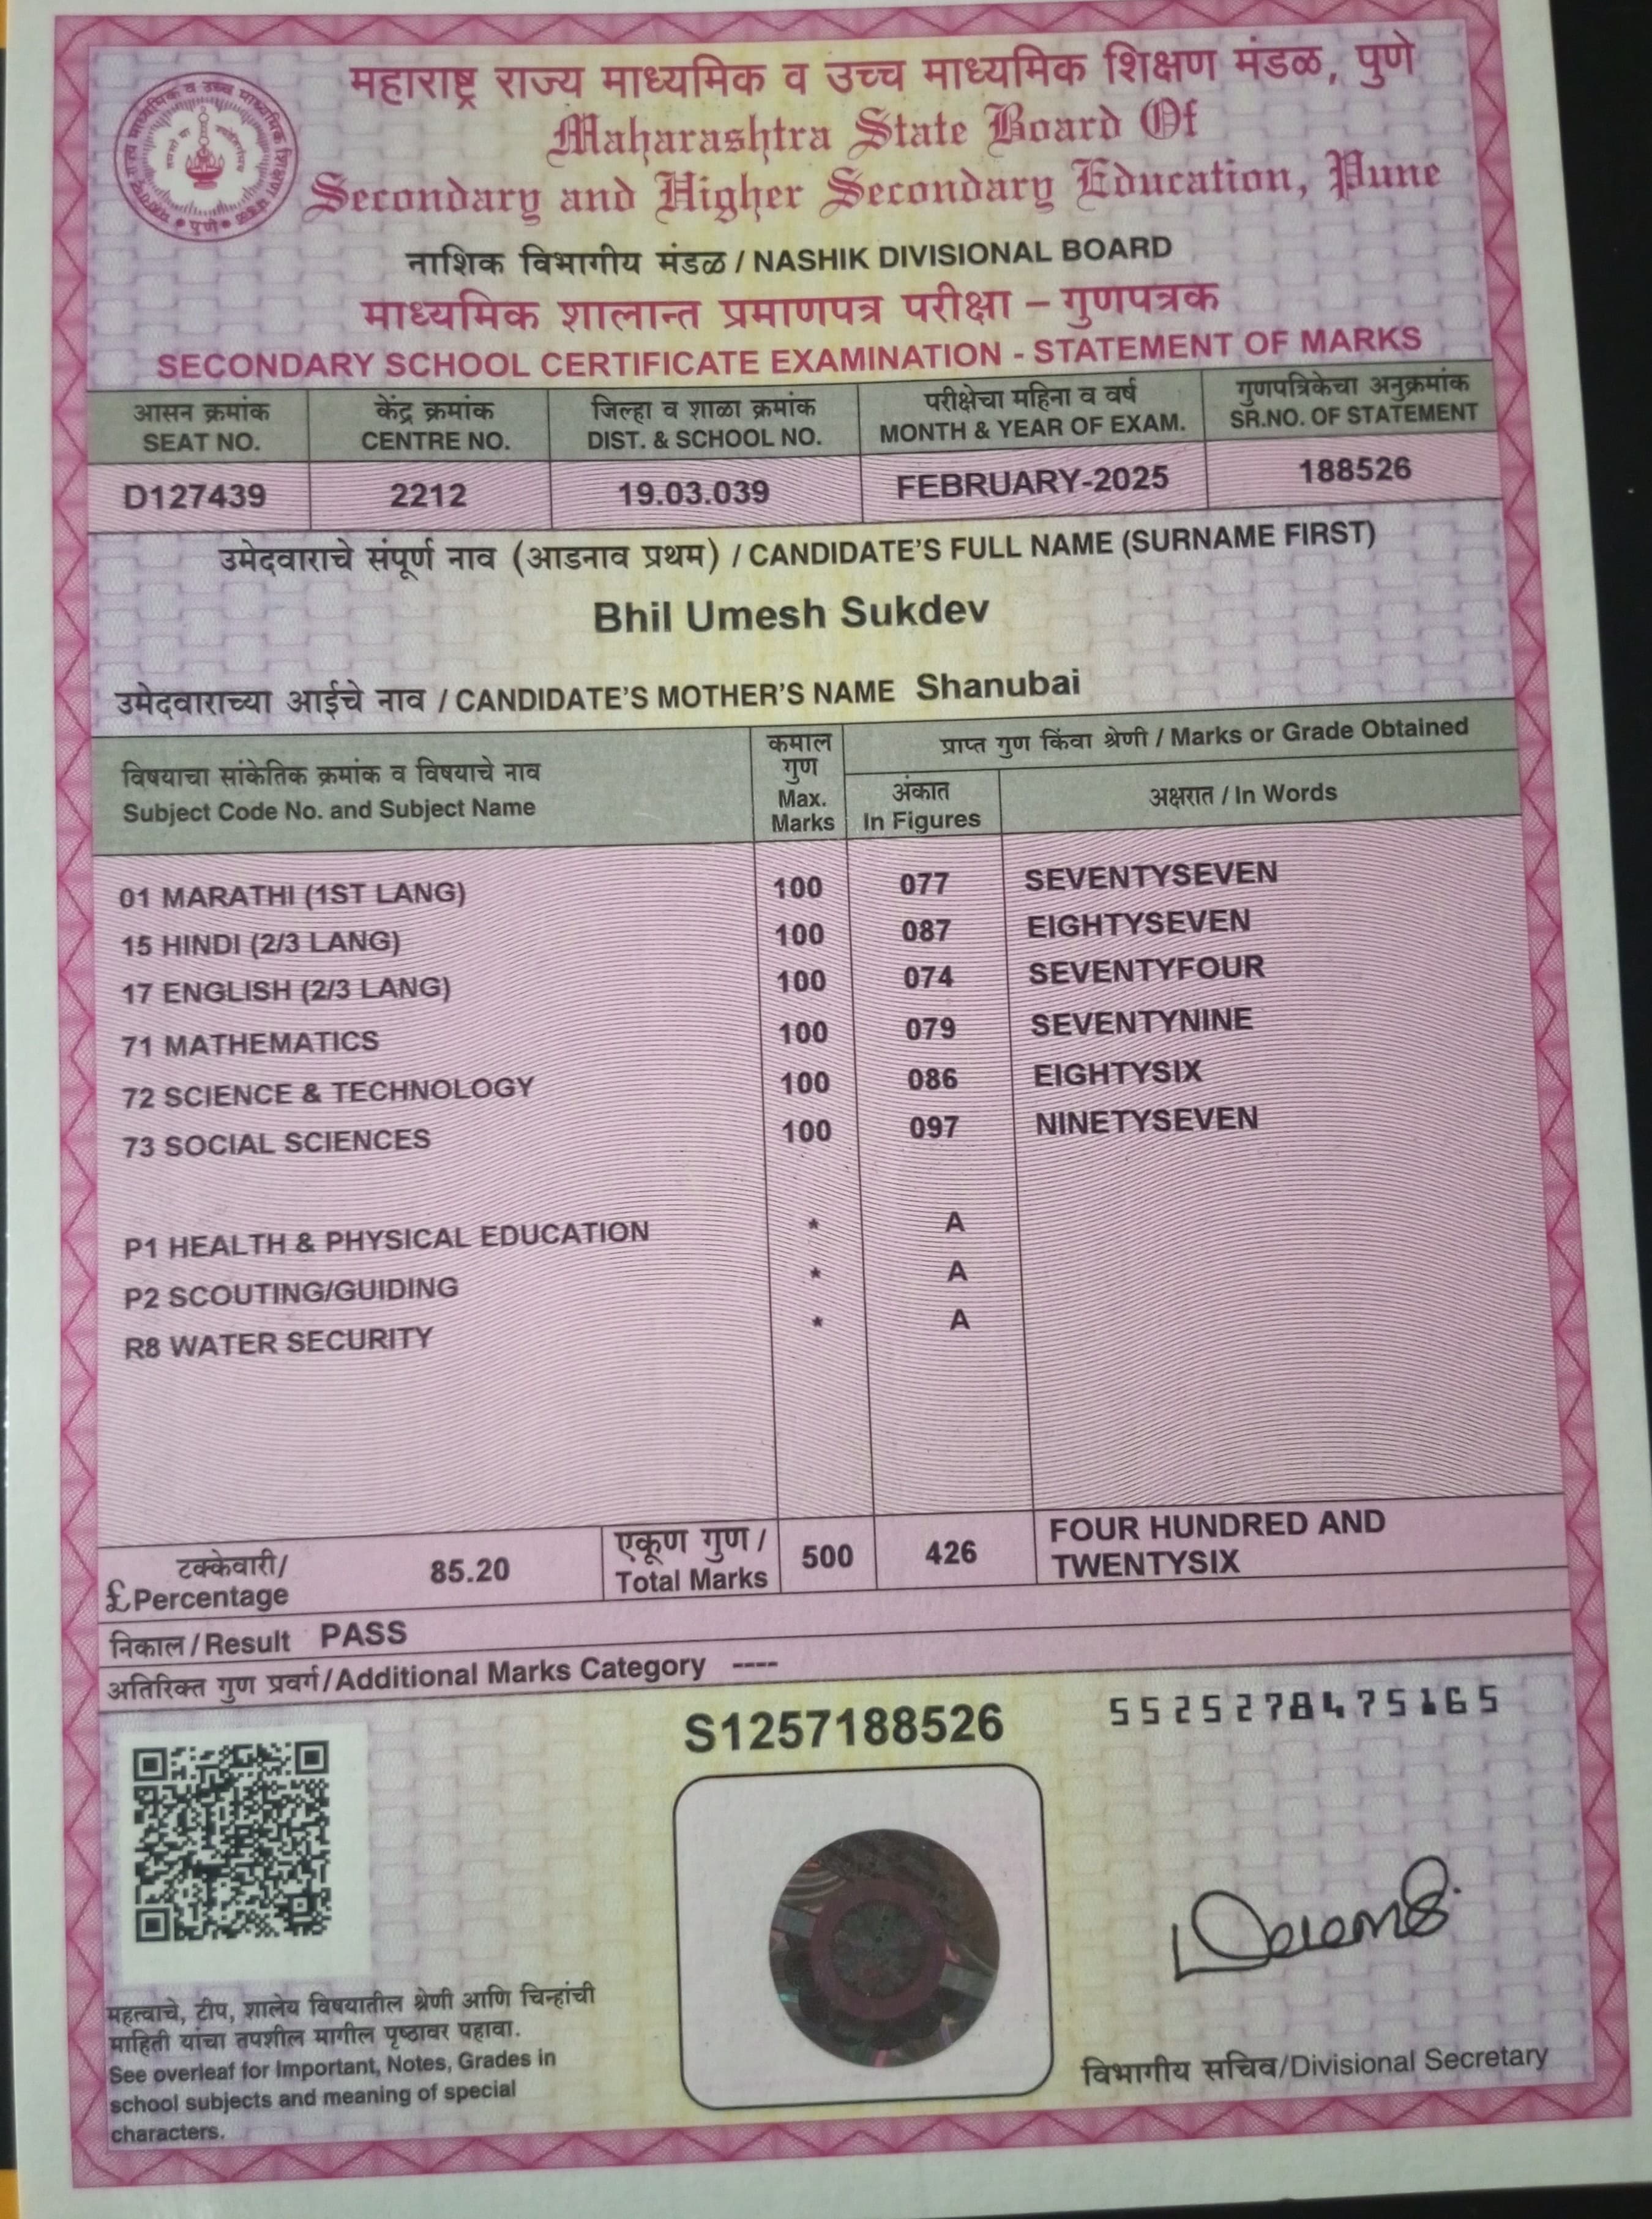 महाराष्ट्र राज्य माध्यमिक व उच्च माध्यमिक शिक्षण मंडळ, पुणे
Maharashtra State Board Of
Secondary and Higher Secondary Education, Pune
नाशिक विभागीय मंडळ / NASHIK DIVISIONAL BOARD
माध्यमिक शालान्त प्रमाणपत्र परीक्षा – गुणपत्रक
SECONDARY SCHOOL CERTIFICATE EXAMINATION - STATEMENT OF MARKS
आसन क्रमांक केंद्र क्रमांक जिल्हा व शाळा क्रमांक परीक्षेचा महिना व वर्ष गुणपत्रिकेचा अनुक्रमांक
SEAT NO. CENTRE NO. DIST. & SCHOOL NO. MONTH & YEAR OF EXAM. SR.NO. OF STATEMENT
D127439 2212 19.03.039 FEBRUARY-2025 188526
उमेदवाराचे संपूर्ण नाव (आडनाव प्रथम) / CANDIDATE'S FULL NAME (SURNAME FIRST)
Bhil Umesh Sukdev
उमेदवाराच्या आईचे नाव / CANDIDATE'S MOTHER'S NAME Shanubai
विषयाचा सांकेतिक क्रमांक व विषयाचे नाव
Subject Code No. and Subject Name
कमाल
गुण
Max.
Marks
प्राप्त गुण किंवा श्रेणी / Marks or Grade Obtained
अंकात
In Figures
अक्षरात / In Words
01 MARATHI (1ST LANG) 100 077 SEVENTYSEVEN
15 HINDI (2/3 LANG) 100 087 EIGHTYSEVEN
17 ENGLISH (2/3 LANG) 100 074 SEVENTYFOUR
71 MATHEMATICS 100 079 SEVENTYNINE
72 SCIENCE & TECHNOLOGY 100 086 EIGHTYSIX
73 SOCIAL SCIENCES 100 097 NINETYSEVEN
P1 HEALTH & PHYSICAL EDUCATION * A
P2 SCOUTING/GUIDING * A
R8 WATER SECURITY * A
टक्केवारी/
£ Percentage
85.20
एकूण गुण /
Total Marks
500 426
FOUR HUNDRED AND
TWENTYSIX
निकाल / Result PASS
अतिरिक्त गुण प्रवर्ग / Additional Marks Category ----
S1257188526
5525278475165
महत्वाचे, टीप, शालेय विषयातील श्रेणी आणि चिन्हांची
माहिती यांचा तपशील मागील पृष्ठावर पहावा.
See overleaf for Important, Notes, Grades in
school subjects and meaning of special
characters.
विभागीय सचिव/Divisional Secretary